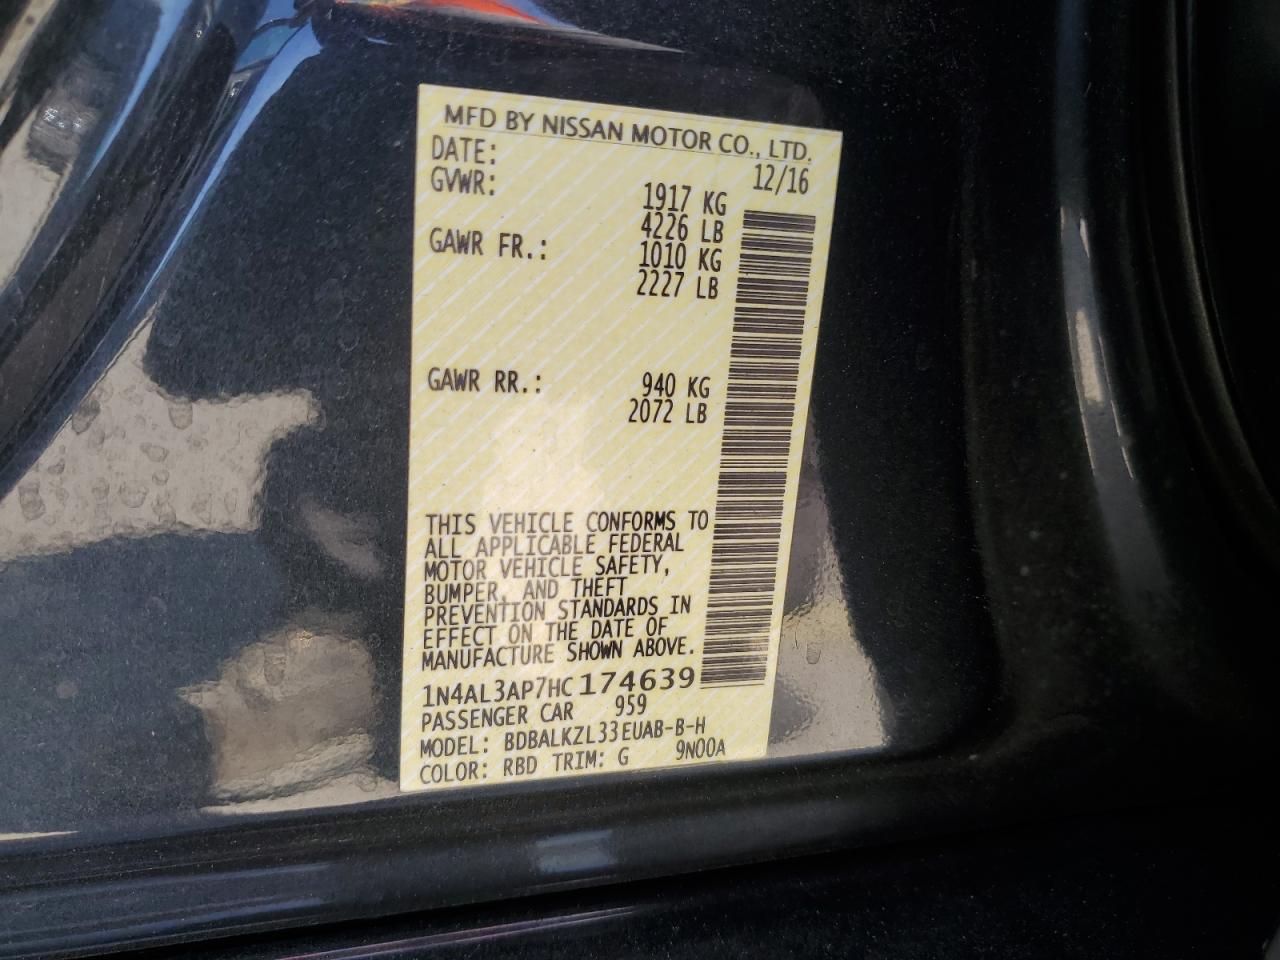 MFD BY NISSAN MOTOR CO., LTD.
DATE: 12/16
GVWR: 1917 KG
4226 LB
GAWR FR.: 1010 KG
2227 LB
GAWR RR.: 940 KG
2072 LB
THIS VEHICLE CONFORMS TO
ALL APPLICABLE FEDERAL
MOTOR VEHICLE SAFETY,
BUMPER, AND THEFT
PREVENTION STANDARDS IN
EFFECT ON THE DATE OF
MANUFACTURE SHOWN ABOVE.
1N4AL3AP7HC174639
PASSENGER CAR 959
MODEL: BDBALKZL33EUAB-B-H
COLOR: RBD TRIM: G 9N00A